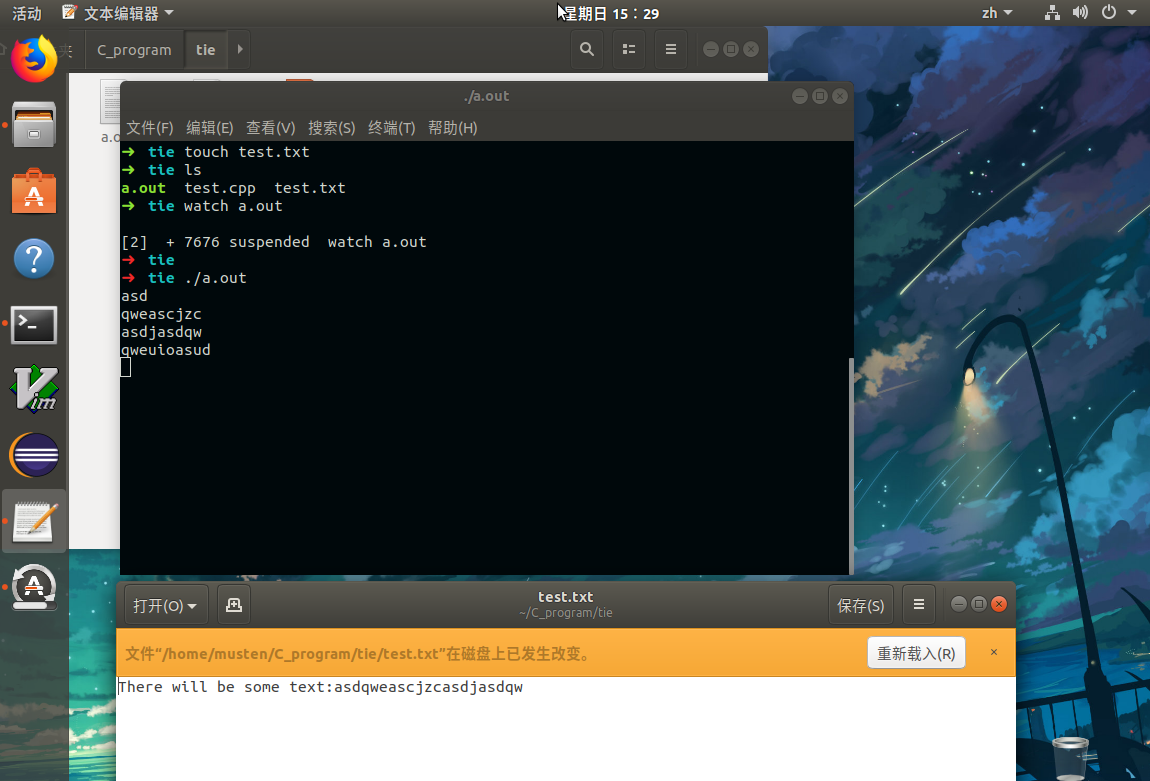 活动 文本编辑器 星期日 15：29 zh
夹 C_program tie
a.o
./a.out
文件(F) 编辑(E) 查看(V) 搜索(S) 终端(T) 帮助(H)
➜ tie touch test.txt
➜ tie ls
a.out test.cpp test.txt
➜ tie watch a.out
[2] + 7676 suspended watch a.out
➜ tie
➜ tie ./a.out
asd
qweascjzc
asdjasdqw
qweuioasud
打开(O) test.txt 保存(S)
~/C_program/tie
文件“/home/musten/C_program/tie/test.txt”在磁盘上已发生改变。 重新载入(R) ×
There will be some text:asdqweascjzcasdjasdqw